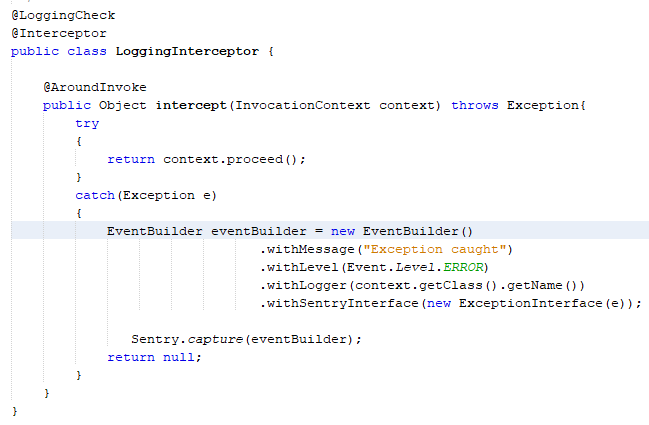 @LoggingCheck
@Interceptor
public class LoggingInterceptor {
@AroundInvoke
public Object intercept(InvocationContext context) throws Exception{
try
{
return context.proceed();
}
catch(Exception e)
{
EventBuilder eventBuilder = new EventBuilder()
.withMessage("Exception caught")
.withLevel(Event.Level.ERROR)
.withLogger(context.getClass().getName())
.withSentryInterface(new ExceptionInterface(e));
Sentry.capture(eventBuilder);
return null;
}
}
}